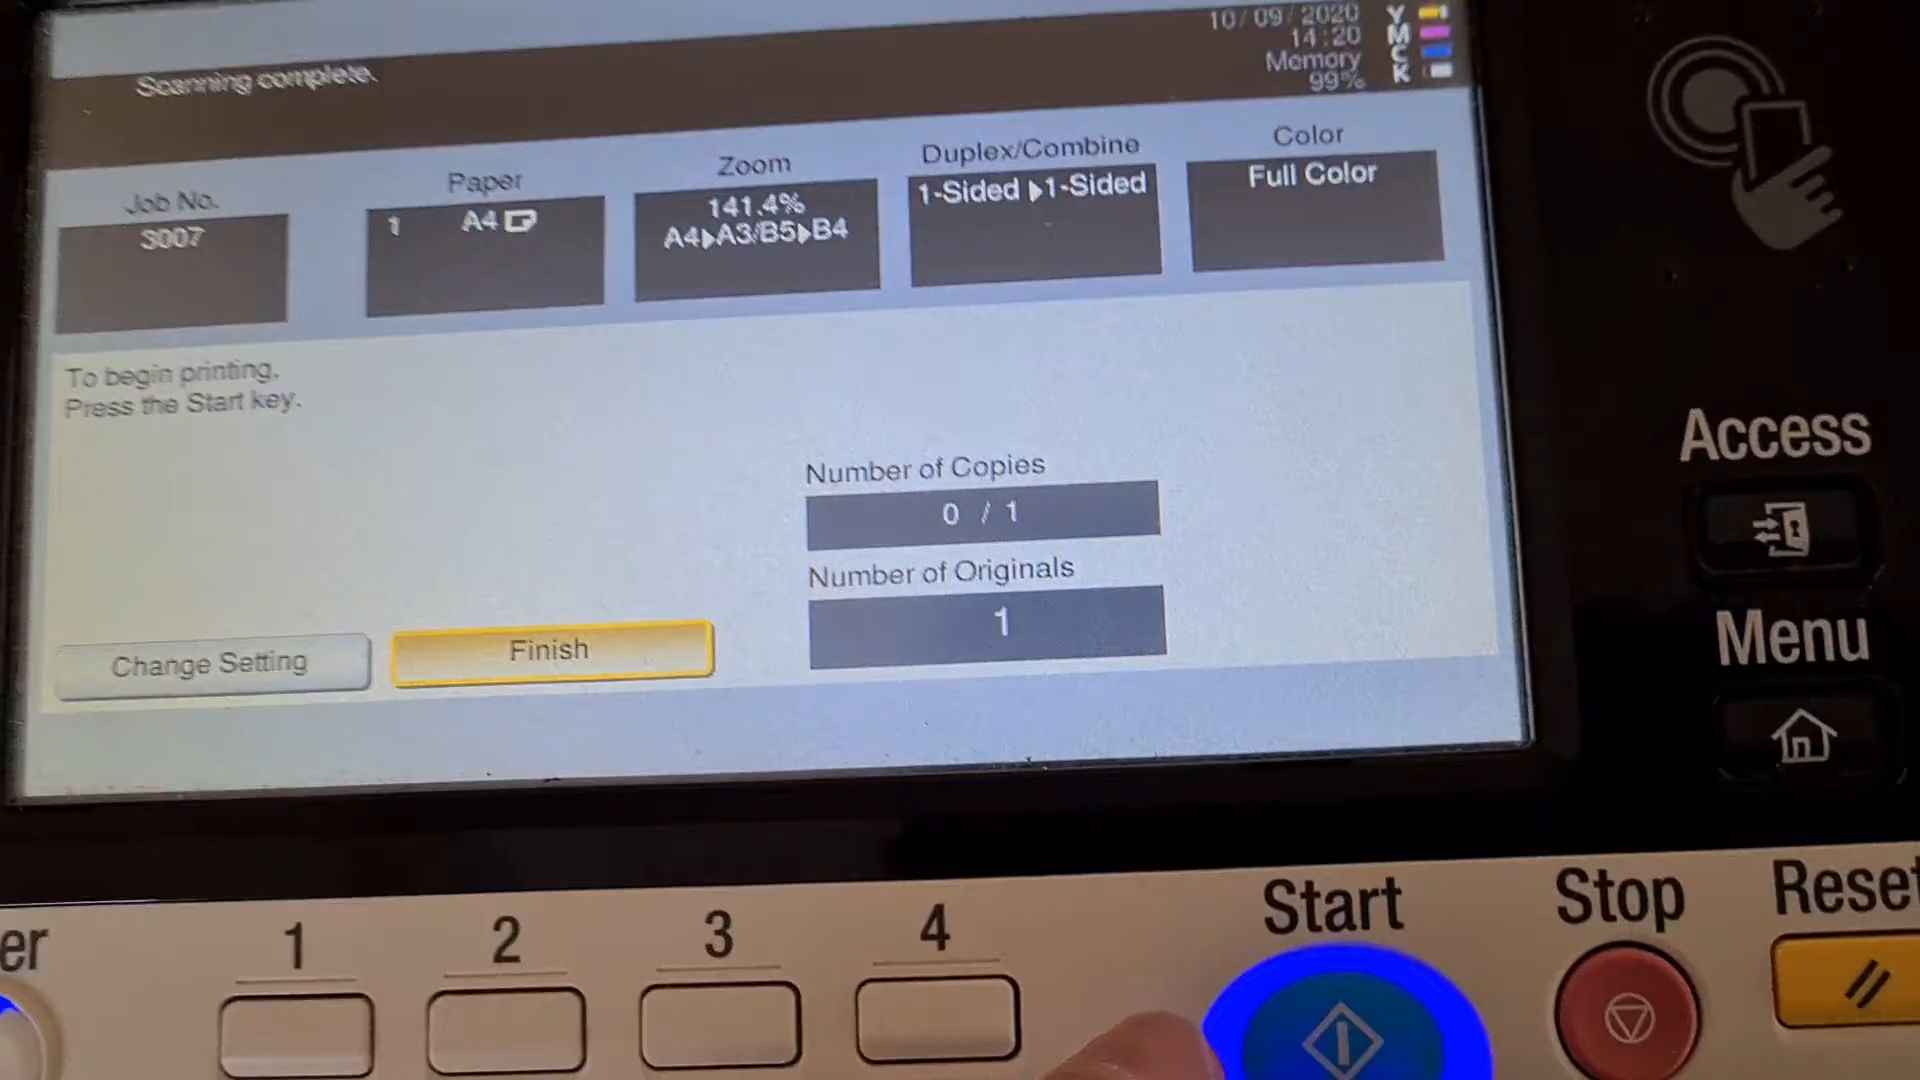 10/09/2020
14:20
Memory
99%
Y
M
C
K
Scanning complete.
Job No.
3007
Paper
1 A4
Zoom
141.4%
A4▶A3/B5▶B4
Duplex/Combine
1-Sided ▶1-Sided
Color
Full Color
To begin printing,
Press the Start key.
Number of Copies
0 / 1
Number of Originals
1
Change Setting
Finish
Access
Menu
er
1
2
3
4
Start
Stop
Reset